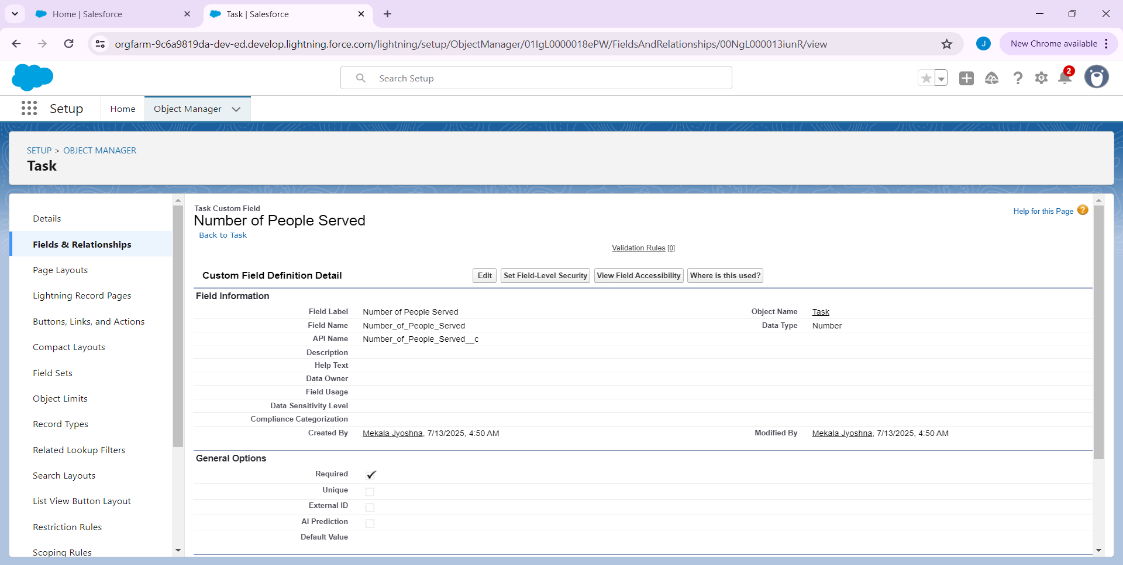 Home | Salesforce
Task | Salesforce
orgfarm-9c6a9819da-dev-ed.develop.lightning.force.com/lightning/setup/ObjectManager/01IgL0000018ePW/FieldsAndRelationships/00NgL000013iunR/view
J
New Chrome available
Search Setup
2
Setup
Home
Object Manager
SETUP > OBJECT MANAGER
Task
Details
Fields & Relationships
Page Layouts
Lightning Record Pages
Buttons, Links, and Actions
Compact Layouts
Field Sets
Object Limits
Record Types
Related Lookup Filters
Search Layouts
List View Button Layout
Restriction Rules
Scoping Rules
Task Custom Field
Number of People Served
Back to Task
Help for this Page ?
Validation Rules [0]
Custom Field Definition Detail
Edit Set Field-Level Security View Field Accessibility Where is this used?
Field Information
Field Label Number of People Served Object Name Task
Field Name Number_of_People_Served Data Type Number
API Name Number_of_People_Served__c
Description
Help Text
Data Owner
Field Usage
Data Sensitivity Level
Compliance Categorization
Created By Mekala Jyoshna, 7/13/2025, 4:50 AM Modified By Mekala Jyoshna, 7/13/2025, 4:50 AM
General Options
Required
Unique
External ID
AI Prediction
Default Value